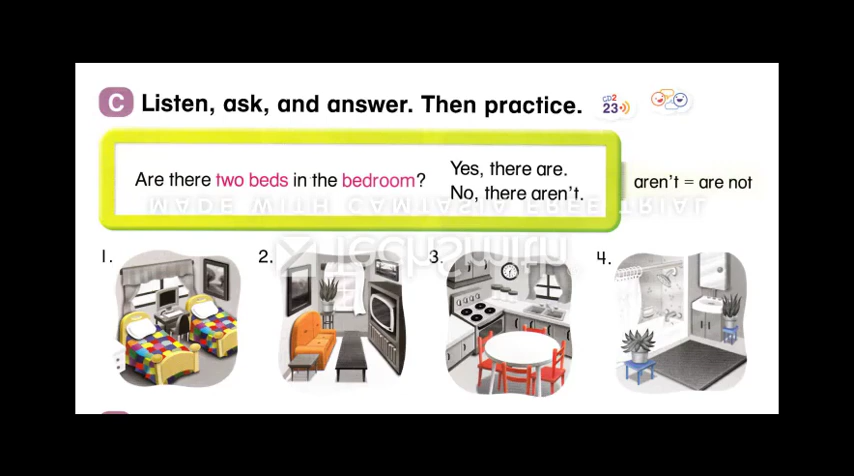 C Listen, ask, and answer. Then practice. CD2 23
Are there two beds in the bedroom?
Yes, there are.
No, there aren't.
aren't = are not
MADE WITH CAMTASIA FREE TRIAL
1. 2. 3. 4.